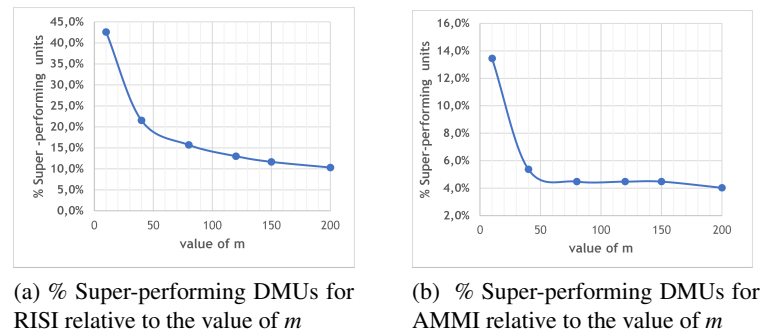 45,0%
40,0%
35,0%
30,0%
25,0%
20,0%
15,0%
10,0%
5,0%
0,0%
% Super -performing units
0 50 100 150 200
value of m
(a) % Super-performing DMUs for
RISI relative to the value of m
16,0%
14,0%
12,0%
10,0%
8,0%
6,0%
4,0%
2,0%
% Super-performing units
0 50 100 150 200
value of m
(b) % Super-performing DMUs for
AMMI relative to the value of m